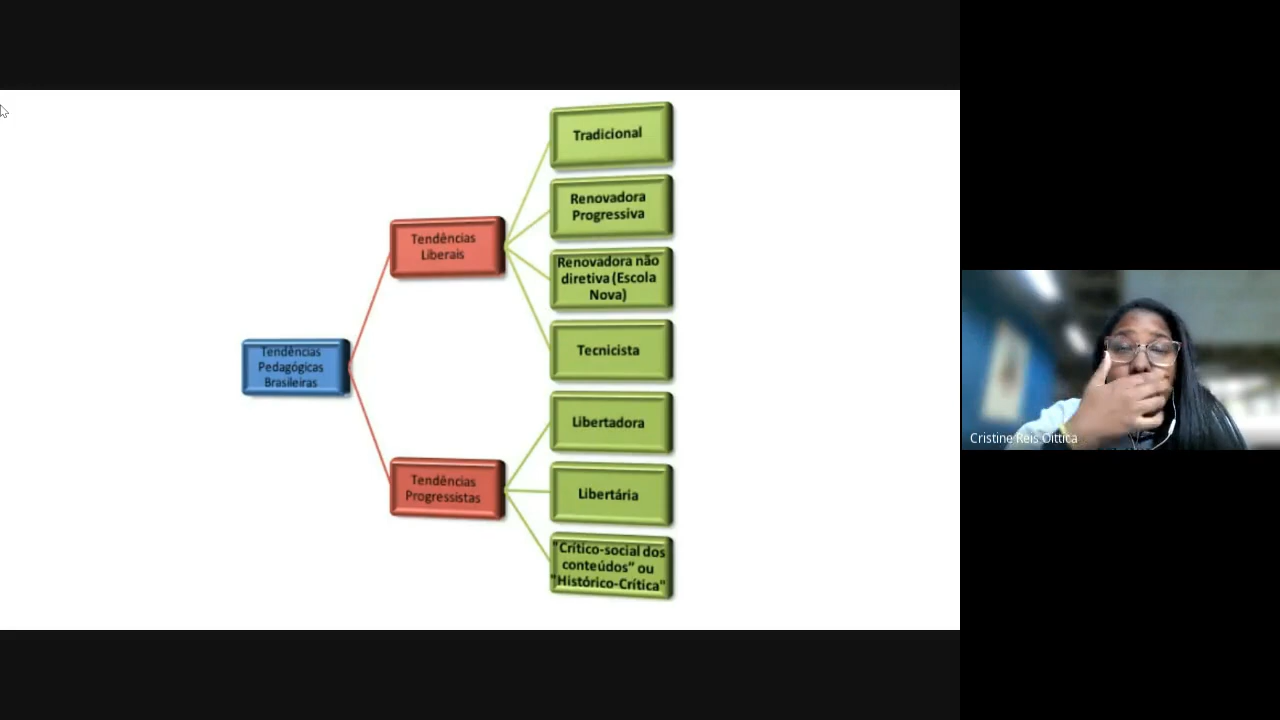 Tradicional
Renovadora
Progressiva
Tendências
Liberais
Renovadora não
diretiva (Escola
Nova)
Tecnicista
Tendências
Pedagógicas
Brasileiras
Libertadora
Tendências
Progressistas
Libertária
"Crítico-social dos
conteúdos" ou
"Histórico-Crítica"
Cristine Reis Oittica